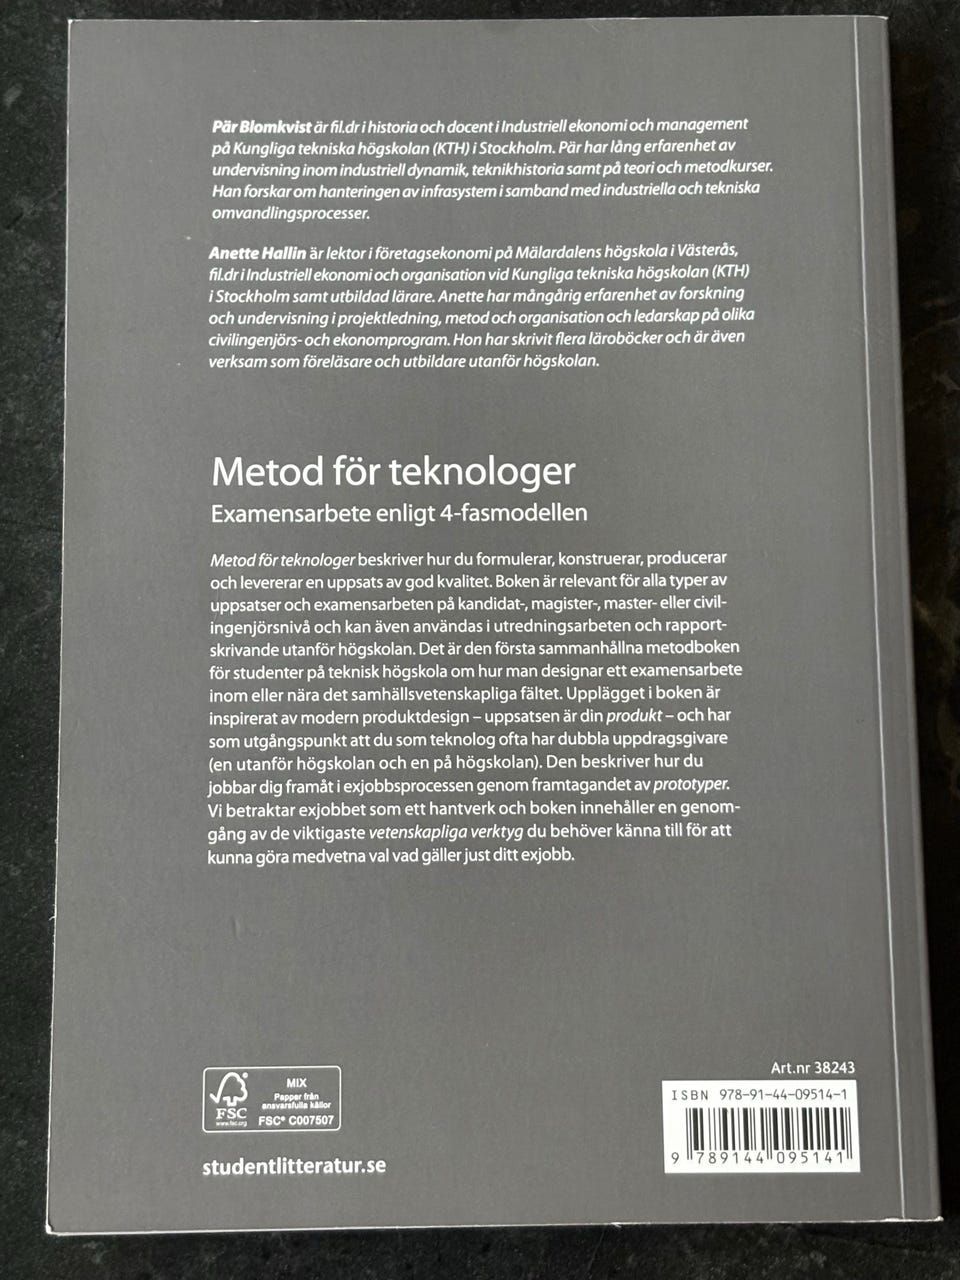 Pär Blomkvist är fil.dr i historia och docent i Industriell ekonomi och management
på Kungliga tekniska högskolan (KTH) i Stockholm. Pär har lång erfarenhet av
undervisning inom industriell dynamik, teknikhistoria samt på teori och metodkurser.
Han forskar om hanteringen av infrasystem i samband med industriella och tekniska
omvandlingsprocesser.
Anette Hallin är lektor i företagsekonomi på Mälardalens högskola i Västerås,
fil.dr i Industriell ekonomi och organisation vid Kungliga tekniska högskolan (KTH)
i Stockholm samt utbildad lärare. Anette har mångårig erfarenhet av forskning
och undervisning i projektledning, metod och organisation och ledarskap på olika
civilingenjörs- och ekonomprogram. Hon har skrivit flera läroböcker och är även
verksam som föreläsare och utbildare utanför högskolan.
Metod för teknologer
Examensarbete enligt 4-fasmodellen
Metod för teknologer beskriver hur du formulerar, konstruerar, producerar
och levererar en uppsats av god kvalitet. Boken är relevant för alla typer av
uppsatser och examensarbeten på kandidat-, magister-, master- eller civil-
ingenjörsnivå och kan även användas i utredningsarbeten och rapport-
skrivande utanför högskolan. Det är den första sammanhållna metodboken
för studenter på teknisk högskola om hur man designar ett examensarbete
inom eller nära det samhällsvetenskapliga fältet. Upplägget i boken är
inspirerat av modern produktdesign – uppsatsen är din produkt – och har
som utgångspunkt att du som teknolog ofta har dubbla uppdragsgivare
(en utanför högskolan och en på högskolan). Den beskriver hur du
jobbar dig framåt i exjobbsprocessen genom framtagandet av prototyper.
Vi betraktar exjobbet som ett hantverk och boken innehåller en genom-
gång av de viktigaste vetenskapliga verktyg du behöver känna till för att
kunna göra medvetna val vad gäller just ditt exjobb.
FSC
www.fsc.org
MIX
Papper från
ansvarsfulla källor
FSC® C007507
studentlitteratur.se
Art.nr 38243
ISBN 978-91-44-09514-1
9 789144 095141